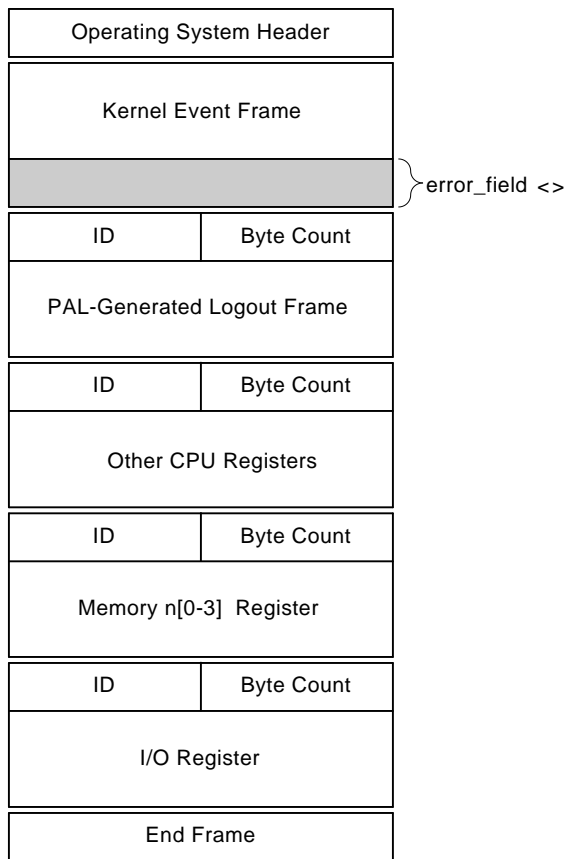 Operating System Header
Kernel Event Frame
error_field <>
ID Byte Count
PAL-Generated Logout Frame
ID Byte Count
Other CPU Registers
ID Byte Count
Memory n[0-3] Register
ID Byte Count
I/O Register
End Frame